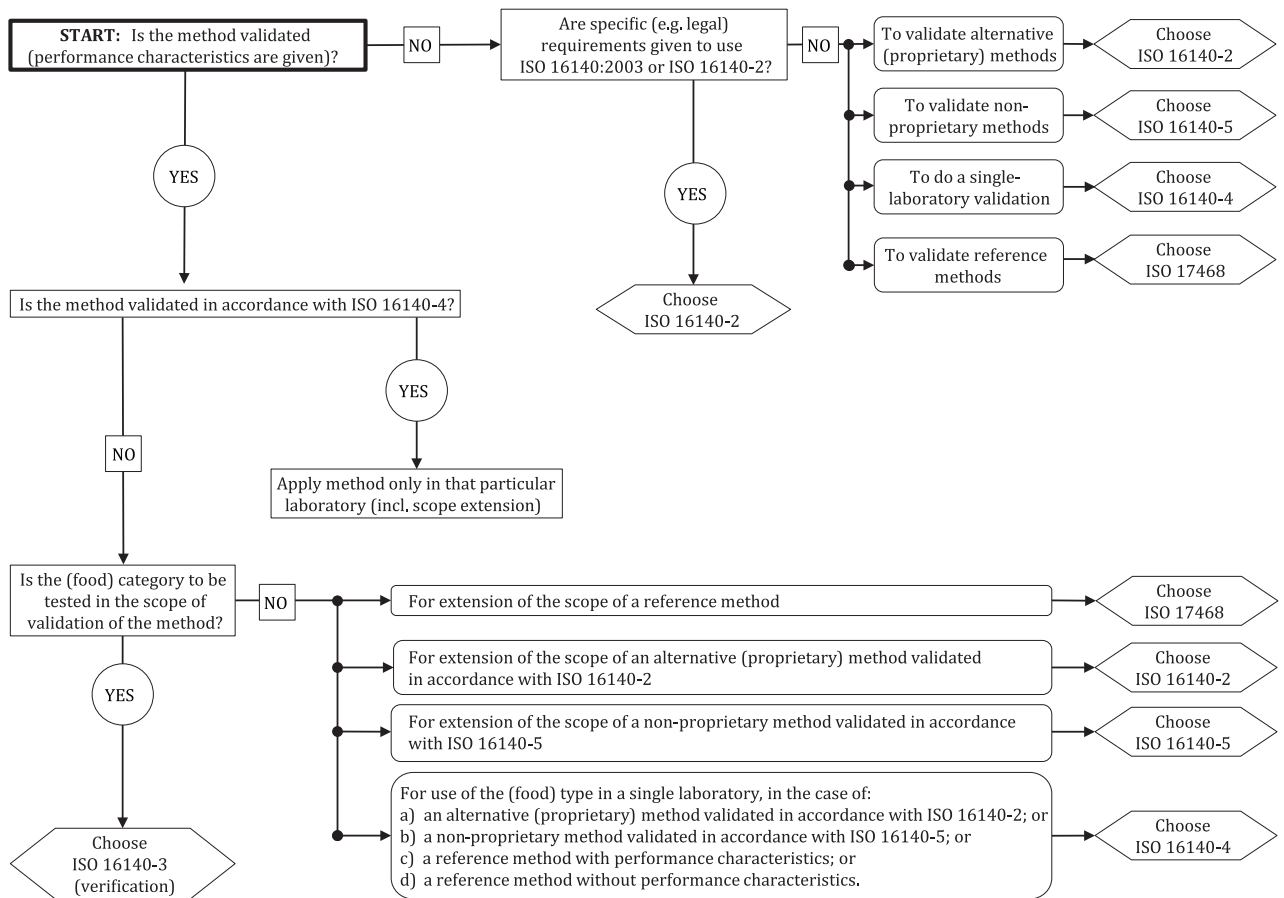 START: Is the method validated
(performance characteristics are given)?
NO
Are specific (e.g. legal)
requirements given to use
ISO 16140:2003 or ISO 16140-2?
NO
To validate alternative
(proprietary) methods
Choose
ISO 16140-2
To validate non-
proprietary methods
Choose
ISO 16140-5
YES
YES
To do a single-
laboratory validation
Choose
ISO 16140-4
To validate reference
methods
Choose
ISO 17468
Is the method validated in accordance with ISO 16140-4?
Choose
ISO 16140-2
YES
NO
Apply method only in that particular
laboratory (incl. scope extension)
Is the (food) category to be
tested in the scope of
validation of the method?
NO
For extension of the scope of a reference method
Choose
ISO 17468
For extension of the scope of an alternative (proprietary) method validated
in accordance with ISO 16140-2
Choose
ISO 16140-2
YES
For extension of the scope of a non-proprietary method validated in accordance
with ISO 16140-5
Choose
ISO 16140-5
For use of the (food) type in a single laboratory, in the case of:
a) an alternative (proprietary) method validated in accordance with ISO 16140-2; or
b) a non-proprietary method validated in accordance with ISO 16140-5; or
c) a reference method with performance characteristics; or
d) a reference method without performance characteristics.
Choose
ISO 16140-4
Choose
ISO 16140-3
(verification)